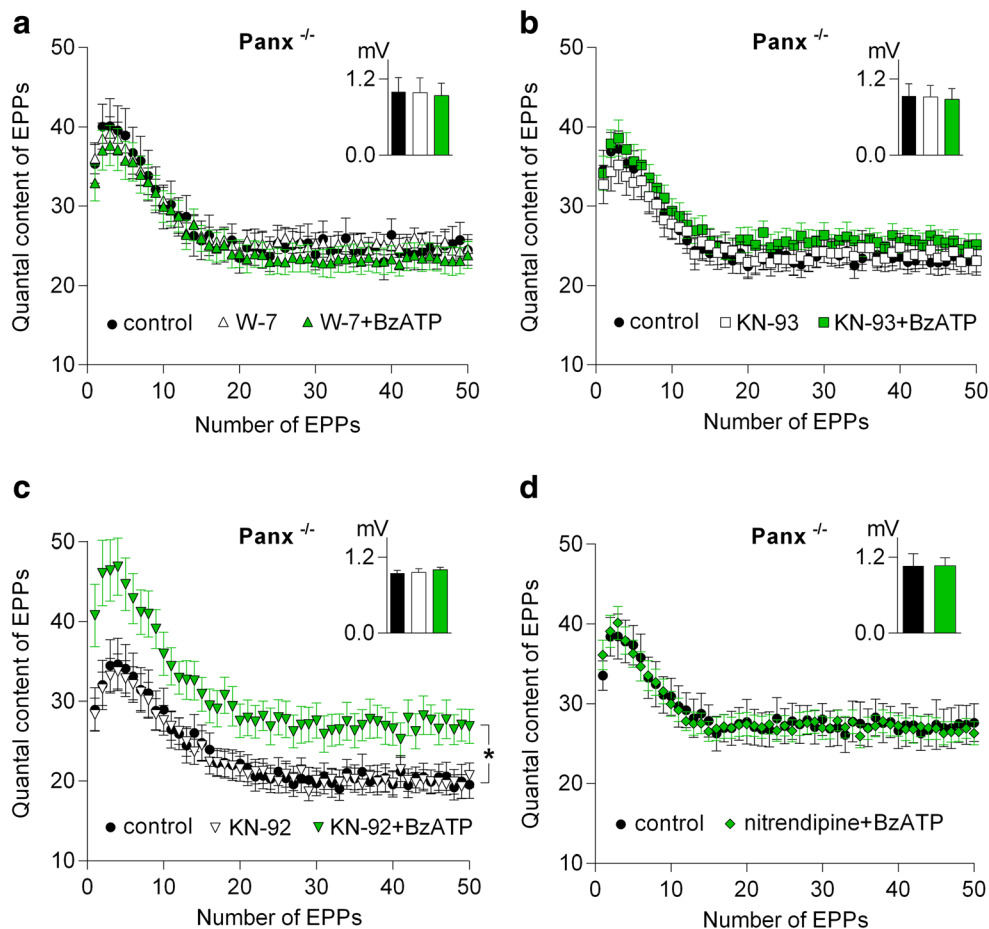 a
Panx -/-
Quantal content of EPPs
50
40
30
20
10
mV
1.2
0.0
control W-7 W-7+BzATP
0 10 20 30 40 50
Number of EPPs
b
Panx -/-
Quantal content of EPPs
50
40
30
20
10
mV
1.2
0.0
control KN-93 KN-93+BzATP
0 10 20 30 40 50
Number of EPPs
c
Panx -/-
Quantal content of EPPs
50
40
30
20
10
mV
1.2
0.0
*
control KN-92 KN-92+BzATP
0 10 20 30 40 50
Number of EPPs
d
Panx -/-
Quantal content of EPPs
50
40
30
20
10
mV
1.2
0.0
control nitrendipine+BzATP
0 10 20 30 40 50
Number of EPPs